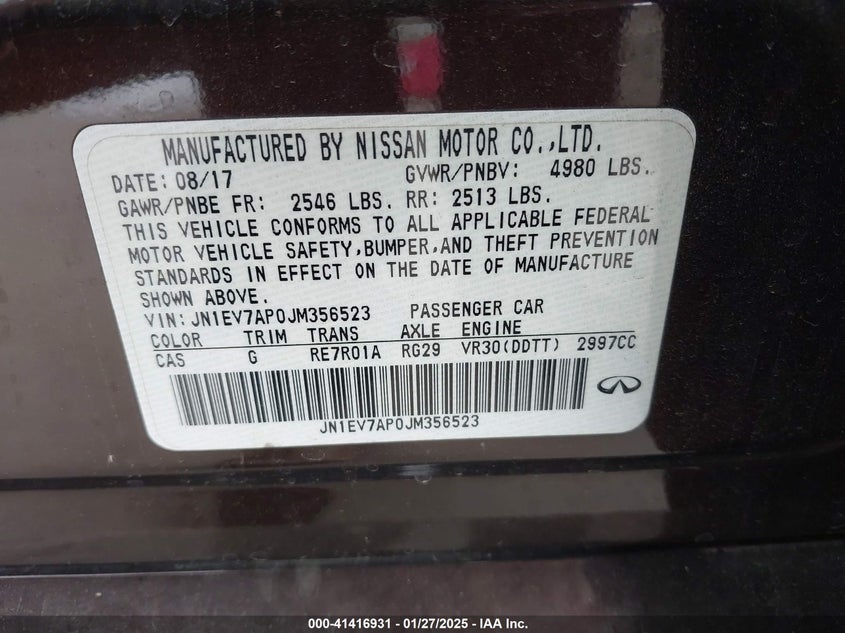 MANUFACTURED BY NISSAN MOTOR CO.,LTD.
DATE: 08/17 GVWR/PNBV: 4980 LBS.
GAWR/PNBE FR: 2546 LBS. RR: 2513 LBS.
THIS VEHICLE CONFORMS TO ALL APPLICABLE FEDERAL
MOTOR VEHICLE SAFETY,BUMPER,AND THEFT PREVENTION
STANDARDS IN EFFECT ON THE DATE OF MANUFACTURE
SHOWN ABOVE.
VIN: JN1EV7AP0JM356523 PASSENGER CAR
COLOR TRIM TRANS AXLE ENGINE
CAS G RE7R01A RG29 VR30(DDTT) 2997CC
JN1EV7AP0JM356523
000-41416931 - 01/27/2025 - IAA Inc.